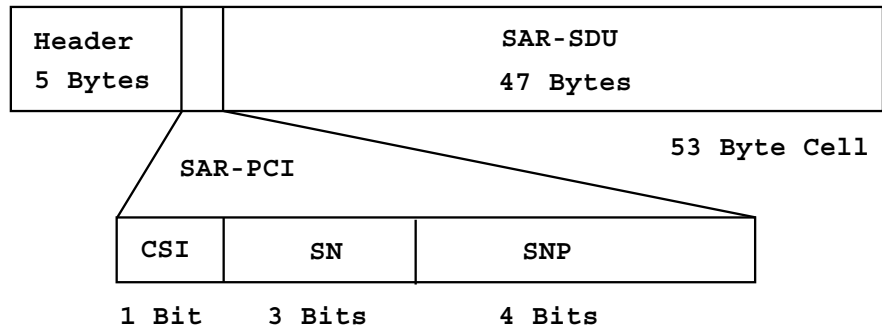 Header
5 Bytes
SAR-SDU
47 Bytes
53 Byte Cell
SAR-PCI
CSI
SN
SNP
1 Bit
3 Bits
4 Bits